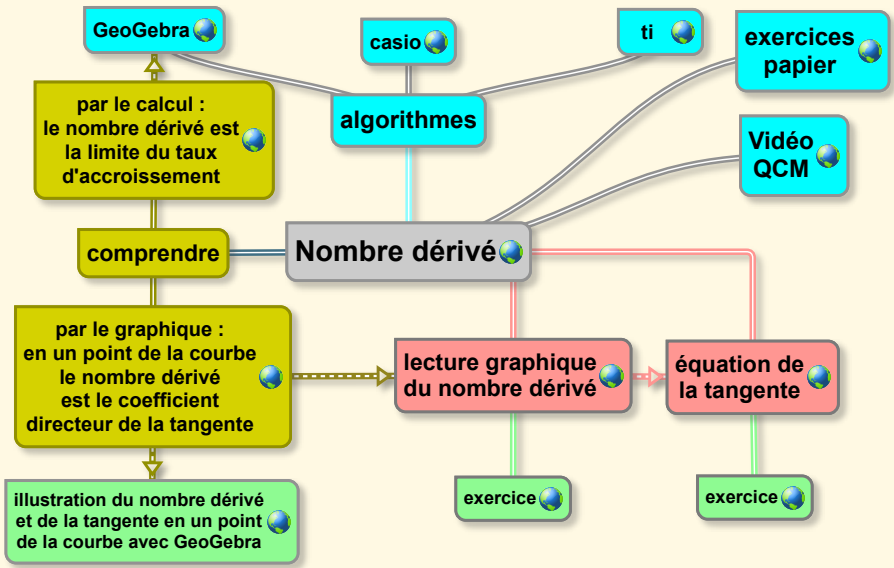 GeoGebra
casio
ti
exercices
papier
par le calcul :
le nombre dérivé est
la limite du taux
d'accroissement
algorithmes
Vidéo
QCM
comprendre
Nombre dérivé
par le graphique :
en un point de la courbe
le nombre dérivé
est le coefficient
directeur de la tangente
lecture graphique
du nombre dérivé
équation de
la tangente
illustration du nombre dérivé
et de la tangente en un point
de la courbe avec GeoGebra
exercice
exercice